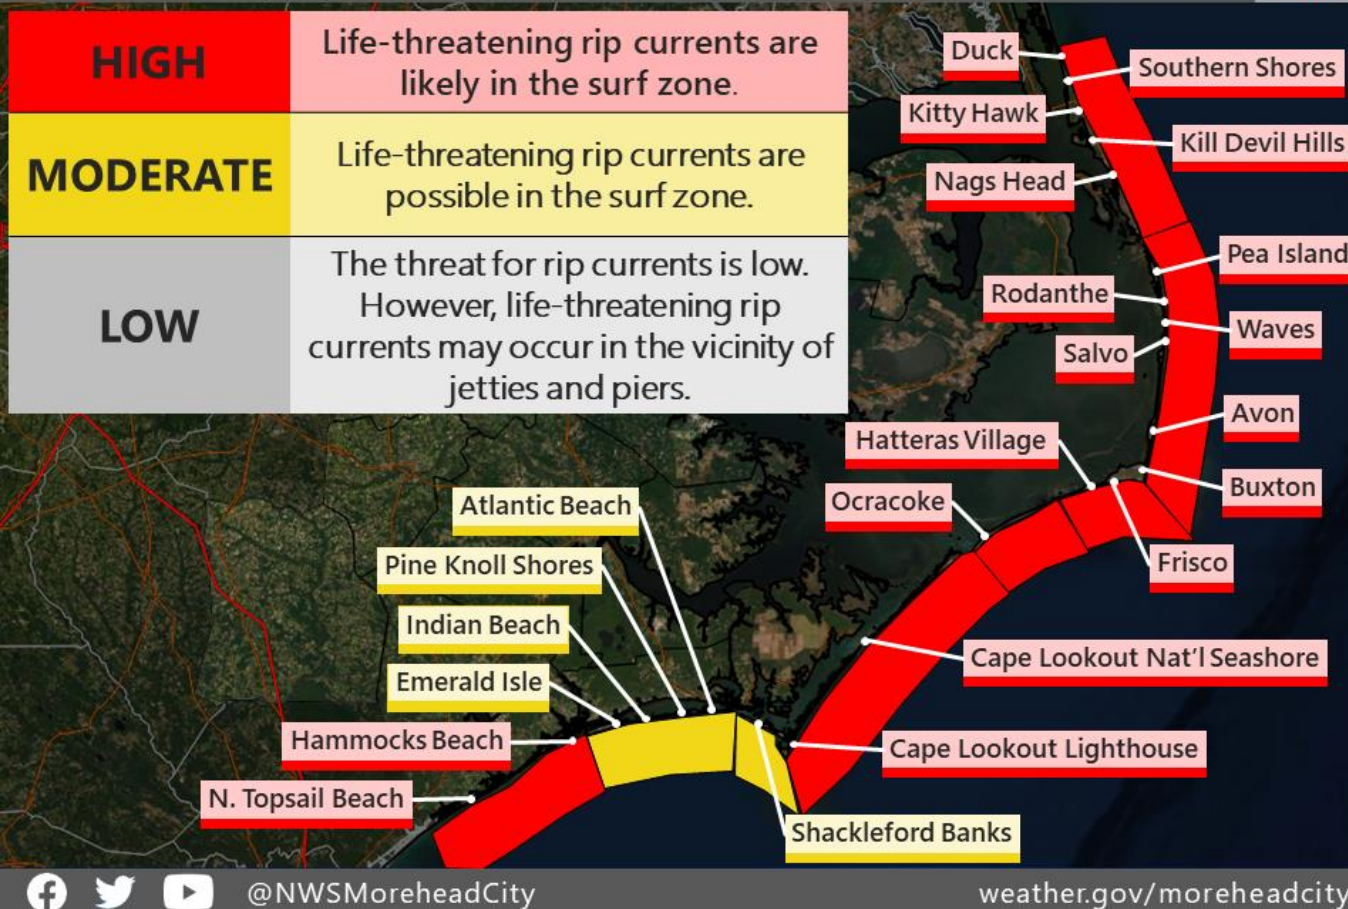 HIGH
Life-threatening rip currents are
likely in the surf zone.
MODERATE
Life-threatening rip currents are
possible in the surf zone.
LOW
The threat for rip currents is low.
However, life-threatening rip
currents may occur in the vicinity of
jetties and piers.
Duck
Southern Shores
Kitty Hawk
Kill Devil Hills
Nags Head
Pea Island
Rodanthe
Waves
Salvo
Avon
Hatteras Village
Buxton
Ocracoke
Atlantic Beach
Frisco
Pine Knoll Shores
Indian Beach
Cape Lookout Nat'l Seashore
Emerald Isle
Hammocks Beach
Cape Lookout Lighthouse
N. Topsail Beach
Shackleford Banks
@NWSMoreheadCity
weather.gov/moreheadcity